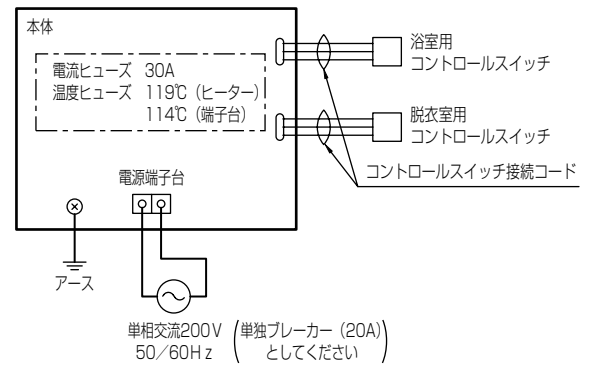 本体
電流ヒューズ 30A
温度ヒューズ 119℃（ヒーター）
114℃（端子台）
浴室用
コントロールスイッチ
脱衣室用
コントロールスイッチ
コントロールスイッチ接続コード
電源端子台
アース
単相交流200V
50／60Hz
（単独ブレーカー（20A）
としてください）